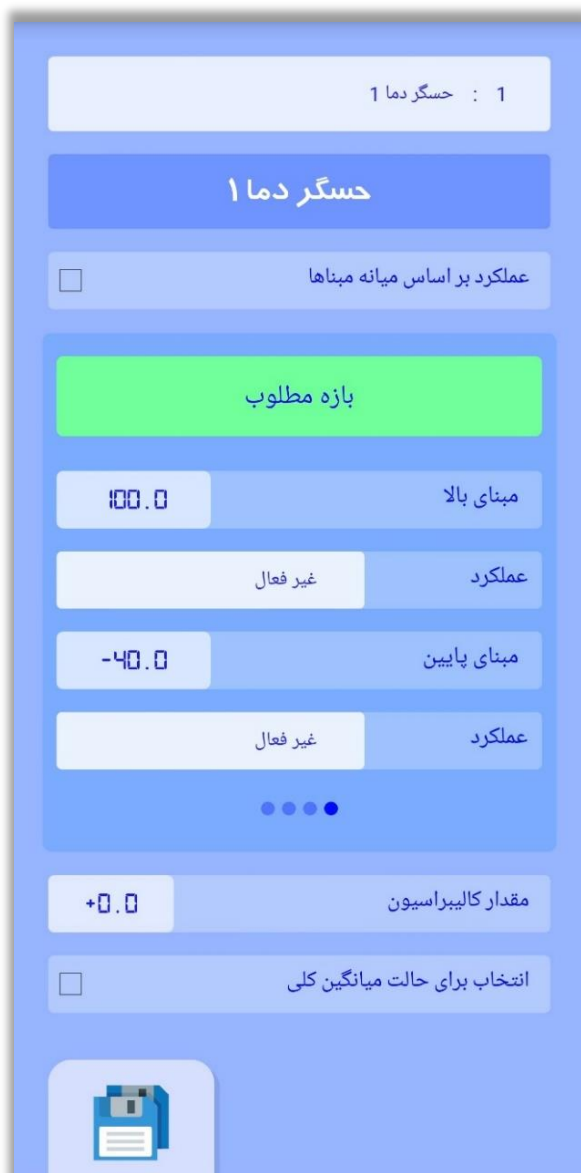 1 : حسگر دما 1
حسگر دما ۱
عملکرد بر اساس میانه مبناها
بازه مطلوب
مبنای بالا 100.0
عملکرد غیر فعال
مبنای پایین -40.0
عملکرد غیر فعال
مقدار کالیبراسیون +0.0
انتخاب برای حالت میانگین کلی